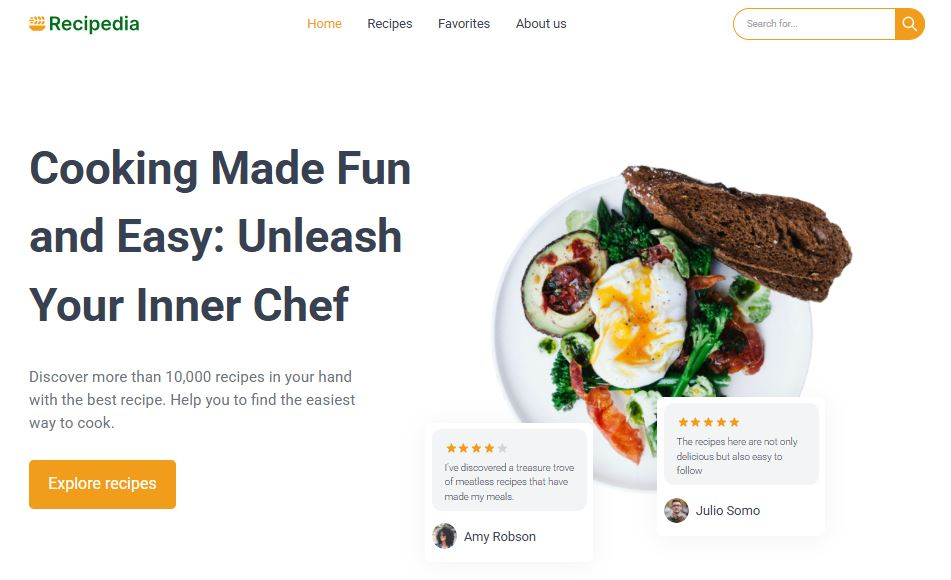 Recipedia
Home Recipes Favorites About us
Search for...
Cooking Made Fun
and Easy: Unleash
Your Inner Chef
Discover more than 10,000 recipes in your hand
with the best recipe. Help you to find the easiest
way to cook.
Explore recipes
I've discovered a treasure trove
of meatless recipes that have
made my meals.
Amy Robson
The recipes here are not only
delicious but also easy to
follow
Julio Somo